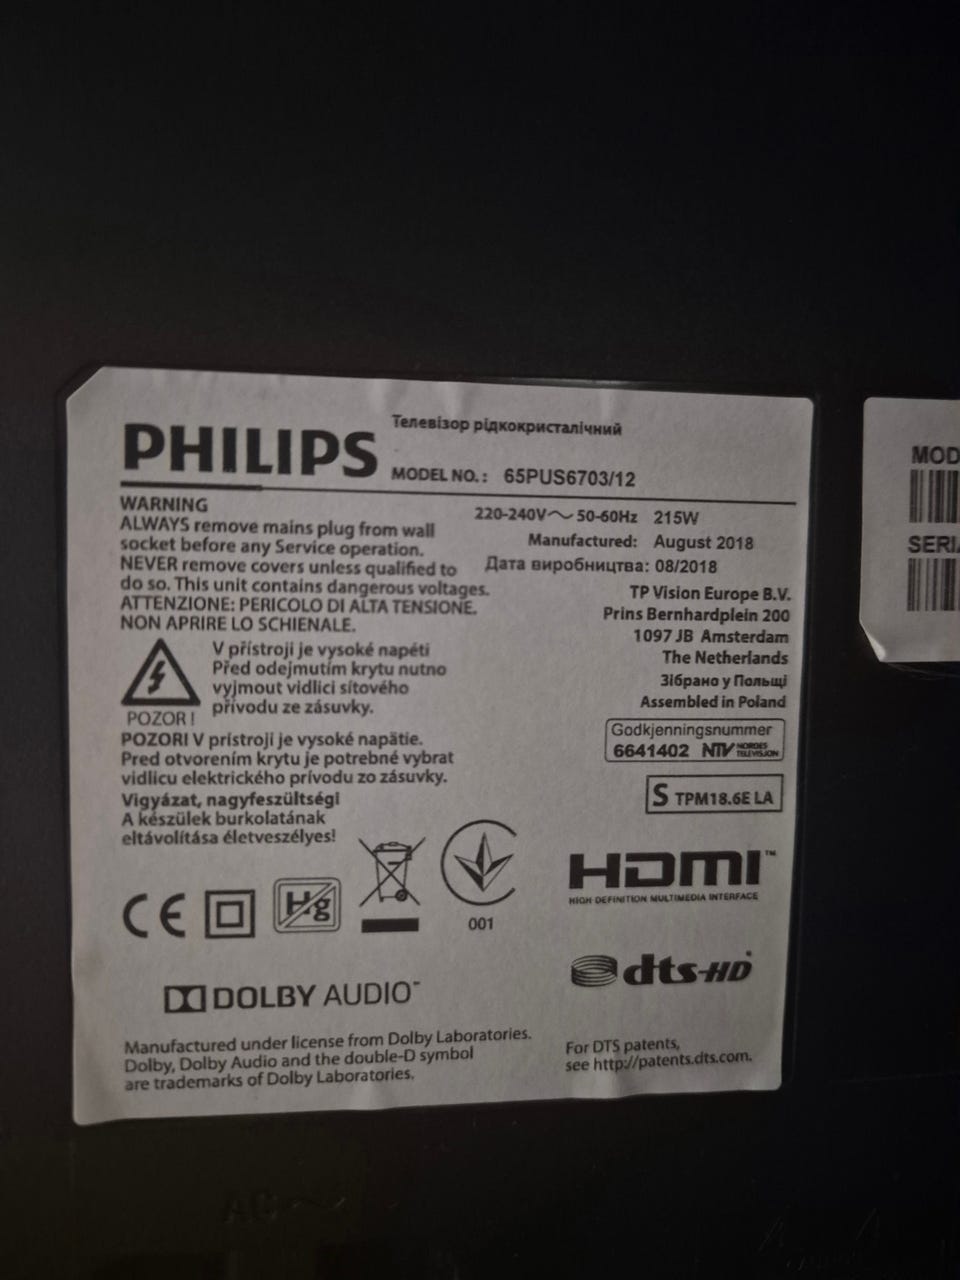 PHILIPS
Телевізор рідкокристалічний
MODEL NO.: 65PUS6703/12
WARNING
ALWAYS remove mains plug from wall
socket before any Service operation.
NEVER remove covers unless qualified to
do so. This unit contains dangerous voltages.
ATTENZIONE: PERICOLO DI ALTA TENSIONE.
NON APRIRE LO SCHIENALE.
POZOR!
V přístroji je vysoké napětí
Před odejmutím krytu nutno
vyjmout vidlici síťového
přívodu ze zásuvky.
POZOR! V prístroji je vysoké napätie.
Pred otvorením krytu je potrebné vybrat
vidlicu elektrického prívodu zo zásuvky.
Vigyázat, nagyfeszültségi
A készülek burkolatának
eltávolítása életveszélyes!
220-240V~ 50-60Hz 215W
Manufactured: August 2018
Дата виробництва: 08/2018
TP Vision Europe B.V.
Prins Bernhardplein 200
1097 JB Amsterdam
The Netherlands
Зібрано у Польщі
Assembled in Poland
Godkjenningsnummer
6641402 NTV NORGES TELEVISJON
S TPM18.6E LA
CE
Hg
001
HDMI™
HIGH DEFINITION MULTIMEDIA INTERFACE
DOLBY AUDIO™
dts-HD®
Manufactured under license from Dolby Laboratories.
Dolby, Dolby Audio and the double-D symbol
are trademarks of Dolby Laboratories.
For DTS patents,
see http://patents.dts.com.
MOD
SERI